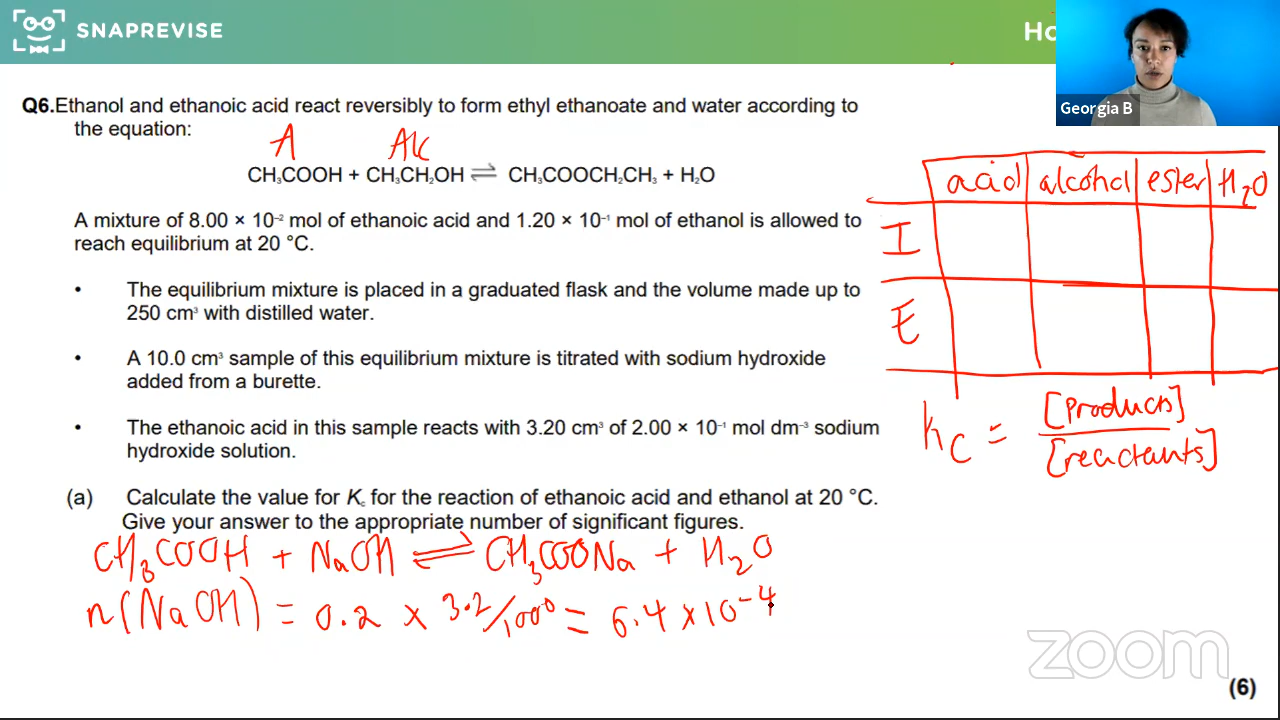 SNAPREVISE
Ho
Georgia B
Q6.Ethanol and ethanoic acid react reversibly to form ethyl ethanoate and water according to
the equation:
A Alc
CH₃COOH + CH₃CH₂OH ⇌ CH₃COOCH₂CH₃ + H₂O
A mixture of 8.00 × 10⁻² mol of ethanoic acid and 1.20 × 10⁻¹ mol of ethanol is allowed to
reach equilibrium at 20 °C.
• The equilibrium mixture is placed in a graduated flask and the volume made up to
250 cm³ with distilled water.
• A 10.0 cm³ sample of this equilibrium mixture is titrated with sodium hydroxide
added from a burette.
• The ethanoic acid in this sample reacts with 3.20 cm³ of 2.00 × 10⁻¹ mol dm⁻³ sodium
hydroxide solution.
(a) Calculate the value for K꜀ for the reaction of ethanoic acid and ethanol at 20 °C.
Give your answer to the appropriate number of significant figures.
CH₃COOH + NaOH ⇌ CH₃COONa + H₂O
n(NaOH) = 0.2 × 3.2/1000 = 6.4 × 10⁻⁴
acid alcohol ester H₂O
I
E
Kc = [products]
[reactants]
zoom
(6)